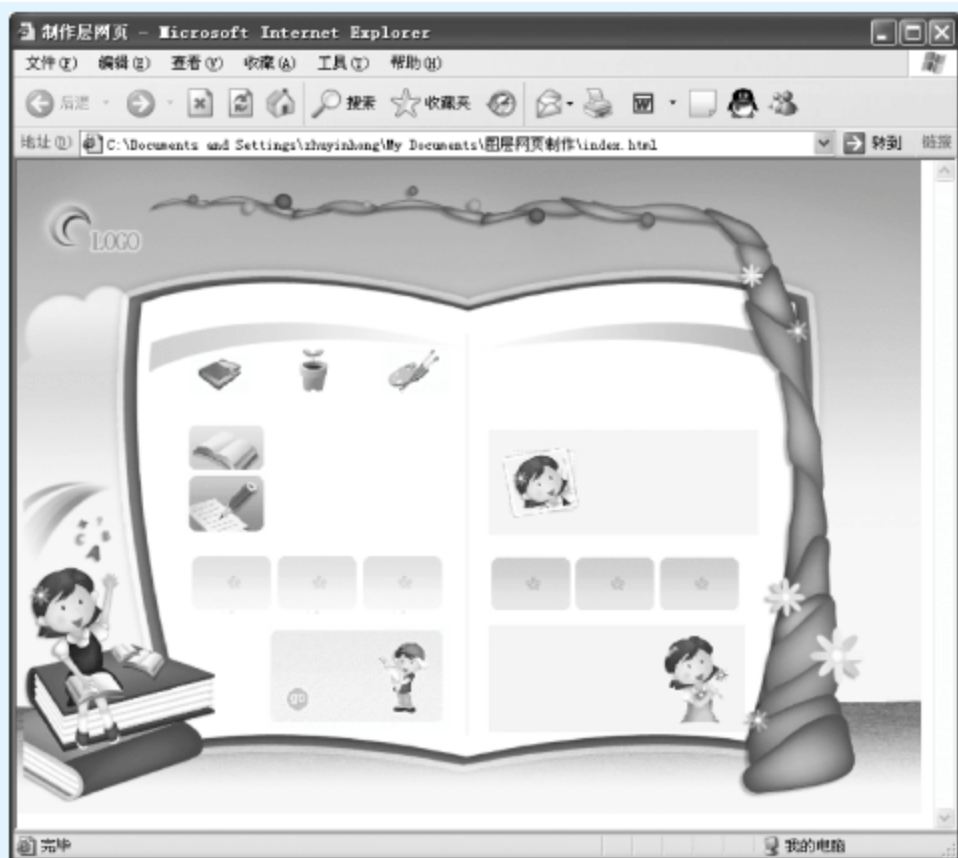 制作层网页 - Microsoft Internet Explorer
文件(F) 编辑(E) 查看(V) 收藏(A) 工具(T) 帮助(H)
后退 搜索 收藏夹 W
地址(D) C:\Documents and Settings\zhuyinhong\My Documents\图层网页制作\index.html 转到 链接
LOGO
go
完毕 我的电脑